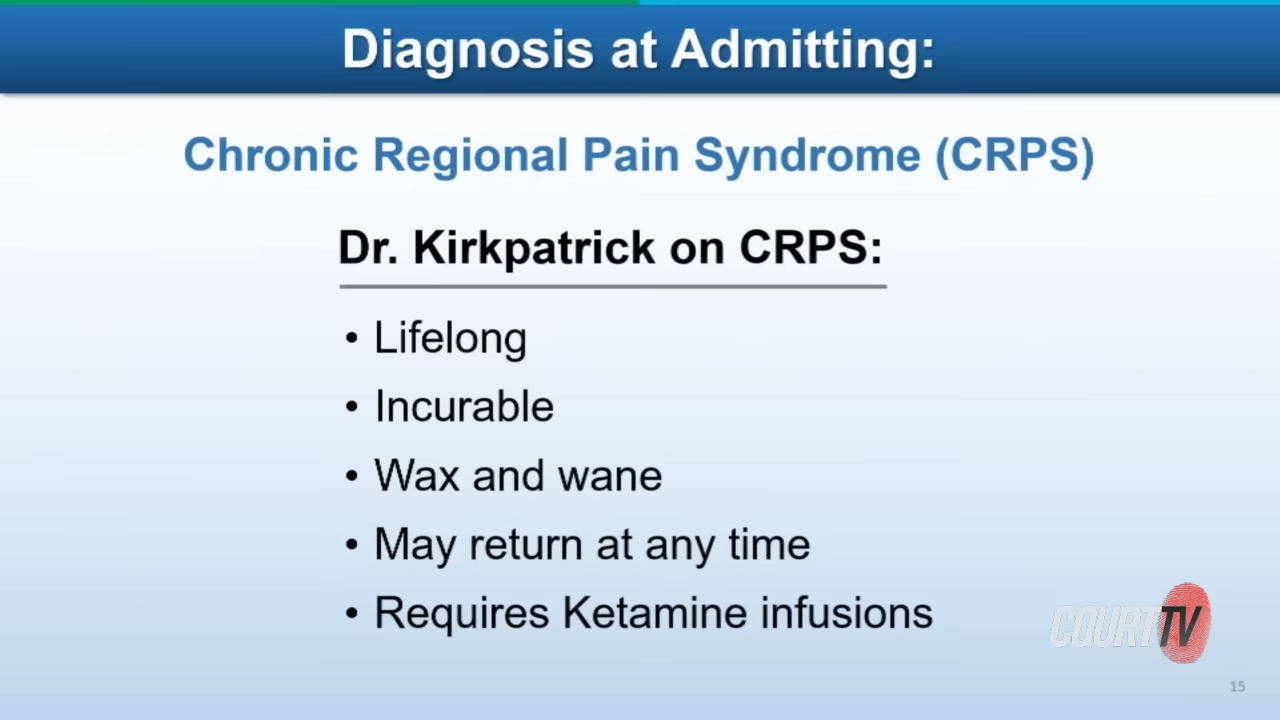 Diagnosis at Admitting:
Chronic Regional Pain Syndrome (CRPS)
Dr. Kirkpatrick on CRPS:
• Lifelong
• Incurable
• Wax and wane
• May return at any time
• Requires Ketamine infusions
COURT TV
15